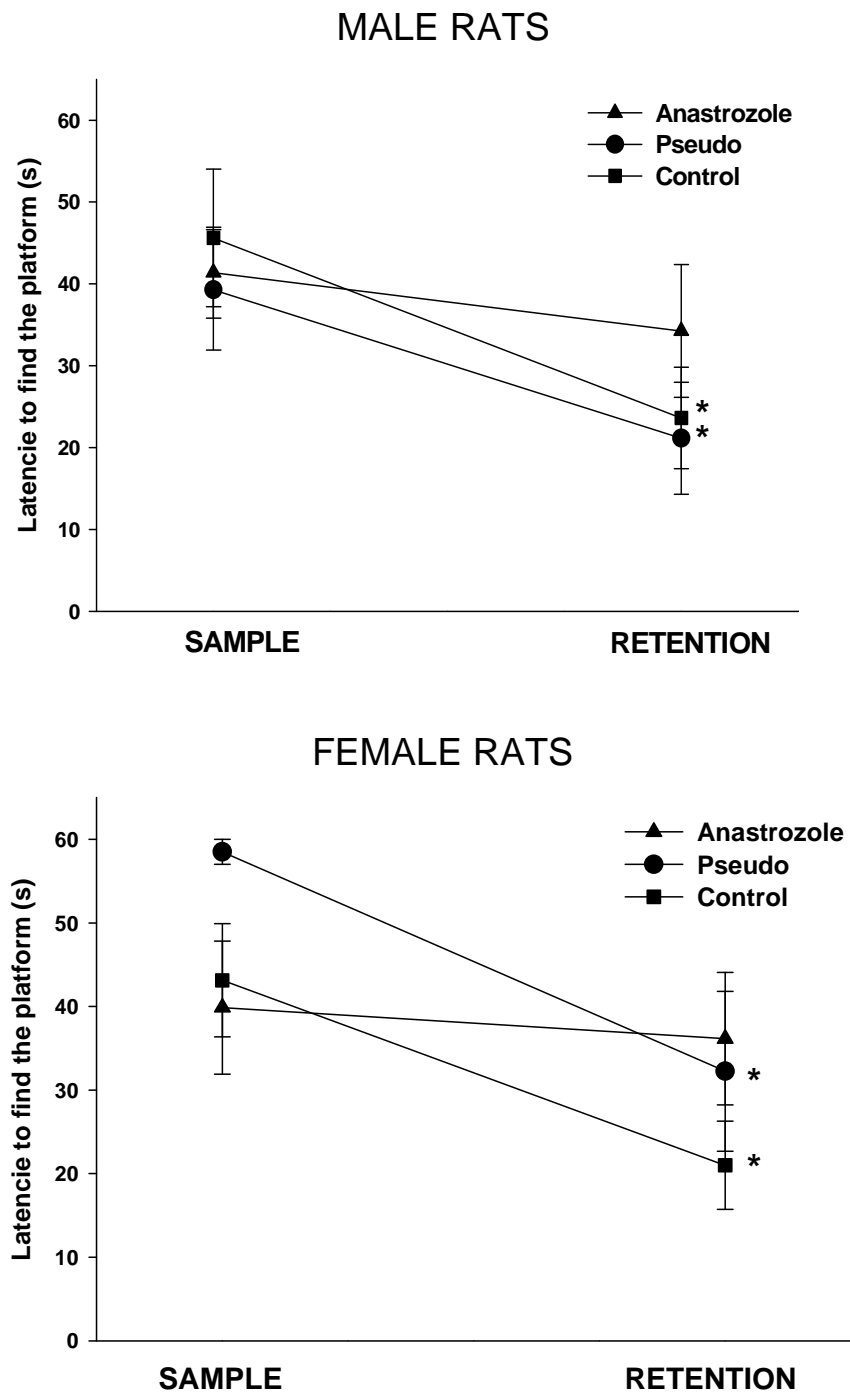 MALE RATS
Latencie to find the platform (s)
60
50
40
30
20
10
0
Anastrozole
Pseudo
Control
*
*
SAMPLE RETENTION
FEMALE RATS
Latencie to find the platform (s)
60
50
40
30
20
10
0
Anastrozole
Pseudo
Control
*
*
SAMPLE RETENTION